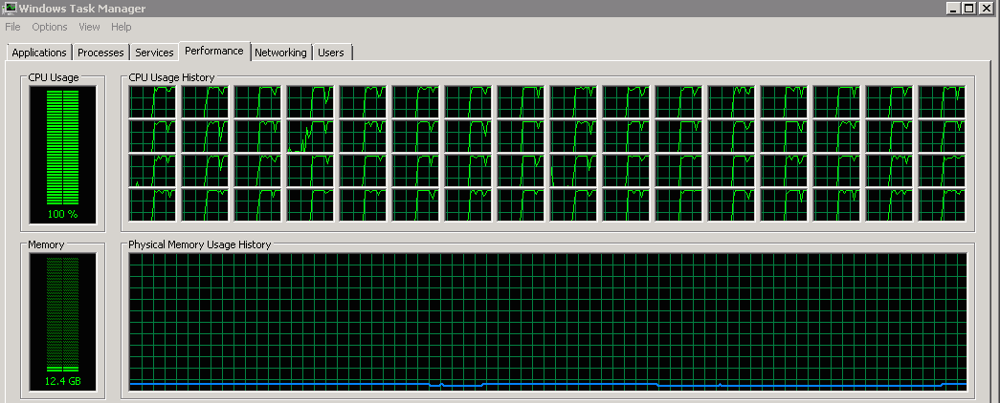 Windows Task Manager
File Options View Help
Applications Processes Services Performance Networking Users
CPU Usage CPU Usage History
100 %
Memory Physical Memory Usage History
12.4 GB